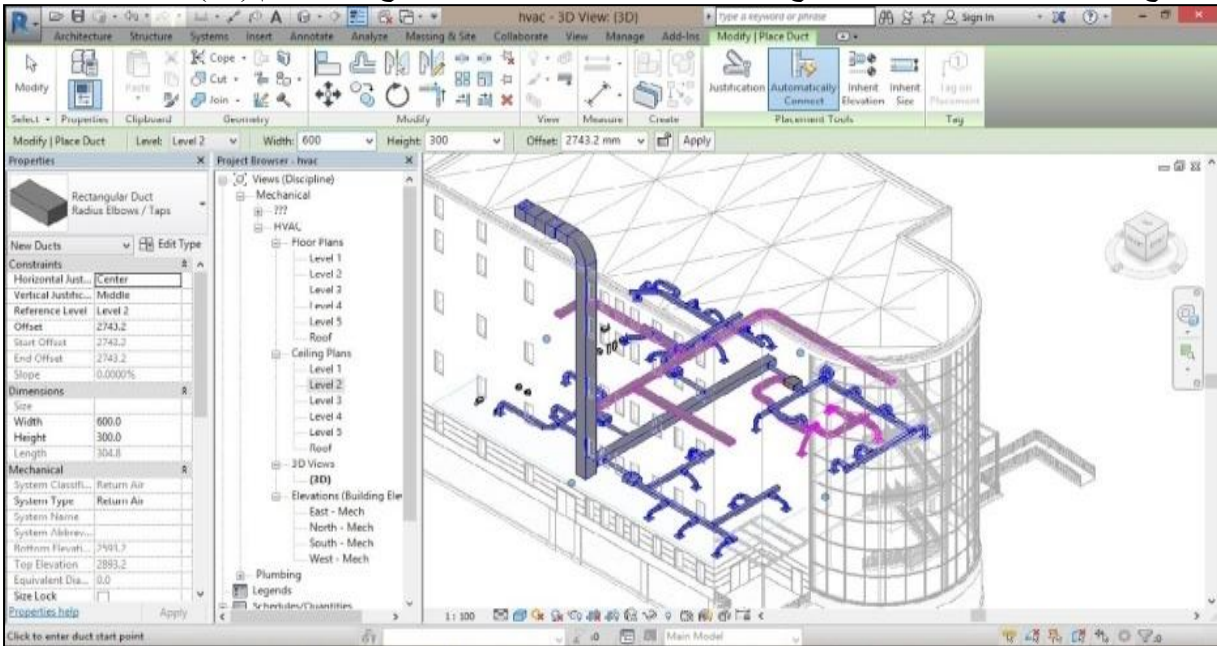 hvac - 3D View: {3D}
Type a keyword or phrase
Sign In
Architecture Structure Systems Insert Annotate Analyze Massing & Site Collaborate View Manage Add-Ins Modify | Place Duct
Modify
Paste
Cope
Cut
Join
Justification
Automatically Connect
Inherit Elevation
Inherit Size
Tag on Placement
Select Properties Clipboard Geometry Modify View Measure Create Placement Tools Tag
Modify | Place Duct Level: Level 2 Width: 600 Height: 300 Offset: 2743.2 mm Apply
Properties
Rectangular Duct
Radius Elbows / Taps
New Ducts Edit Type
Constraints
Horizontal Just... Center
Vertical Justific... Middle
Reference Level Level 2
Offset 2743.2
Start Offset 2743.2
End Offset 2743.2
Slope 0.0000%
Dimensions
Size
Width 600.0
Height 300.0
Length 304.8
Mechanical
System Classifi... Return Air
System Type Return Air
System Name
System Abbrev...
Bottom Elevati... 2593.2
Top Elevation 2893.2
Equivalent Dia... 0.0
Size Lock
Properties help Apply
Project Browser - hvac
Views (Discipline)
Mechanical
???
HVAC
Floor Plans
Level 1
Level 2
Level 3
Level 4
Level 5
Roof
Ceiling Plans
Level 1
Level 2
Level 3
Level 4
Level 5
Roof
3D Views
{3D}
Elevations (Building Ele
East - Mech
North - Mech
South - Mech
West - Mech
Plumbing
Legends
Schedules/Quantities
1 : 100
Click to enter duct start point
:0
Main Model
:0